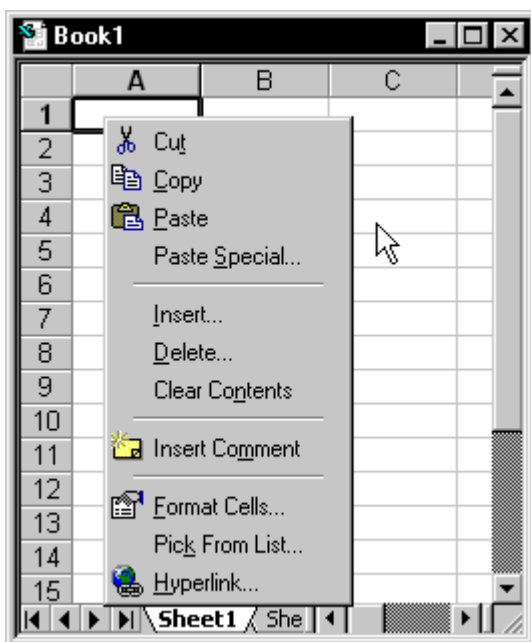 Book1
A B C
1
2
3
4
5
6
7
8
9
10
11
12
13
14
15
Cut
Copy
Paste
Paste Special...
Insert...
Delete...
Clear Contents
Insert Comment
Format Cells...
Pick From List...
Hyperlink...
Sheet1 She